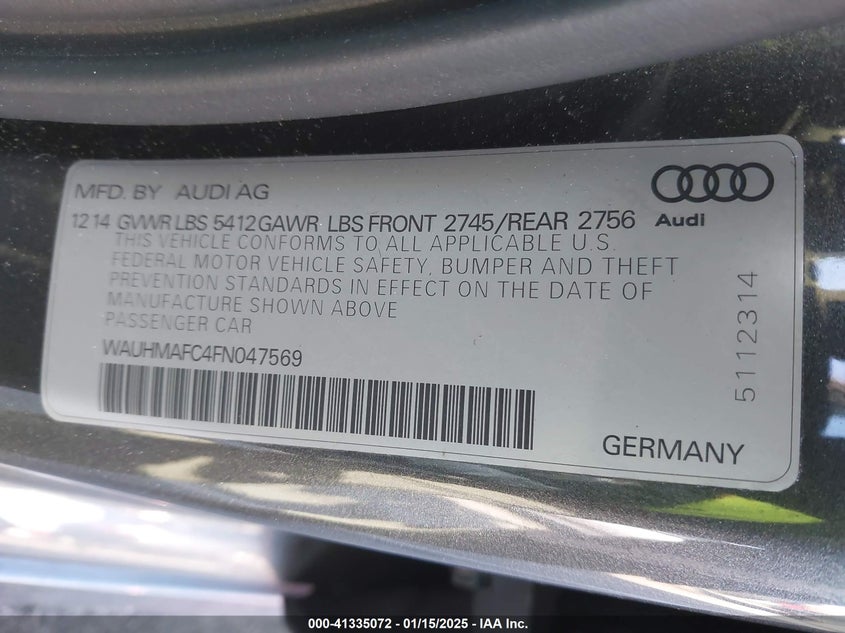 MFD. BY AUDI AG
12 14 GVWR LBS 5412 GAWR LBS FRONT 2745/REAR 2756
THIS VEHICLE CONFORMS TO ALL APPLICABLE U.S.
FEDERAL MOTOR VEHICLE SAFETY, BUMPER AND THEFT
PREVENTION STANDARDS IN EFFECT ON THE DATE OF
MANUFACTURE SHOWN ABOVE
PASSENGER CAR
WAUHMAFC4FN047569
GERMANY
Audi
5112314
000-41335072 - 01/15/2025 - IAA Inc.